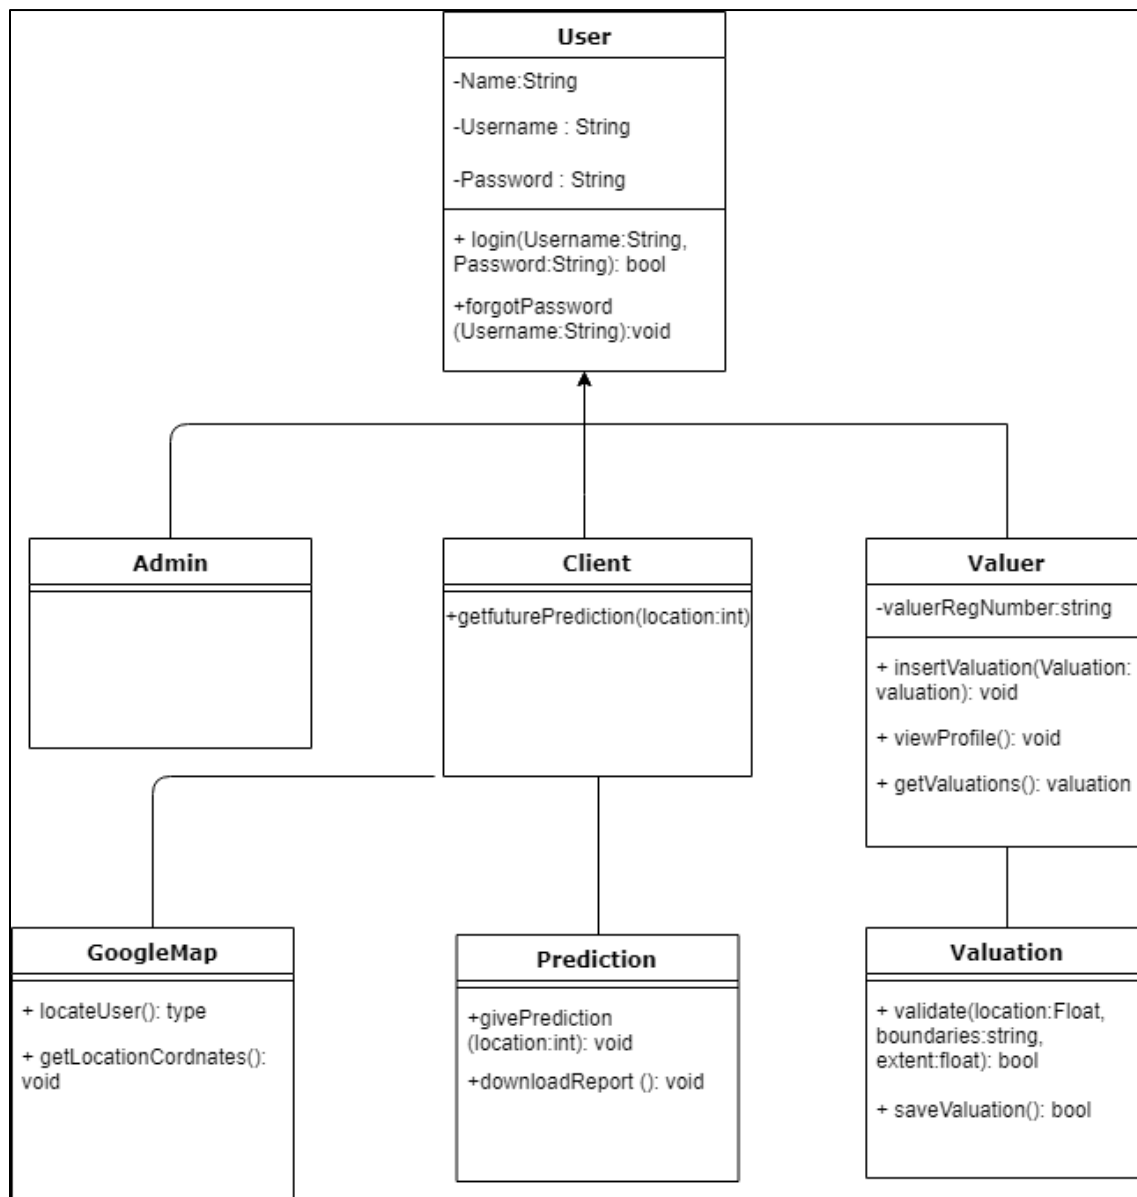 User
-Name:String
-Username : String
-Password : String
+ login(Username:String,
Password:String): bool
+forgotPassword
(Username:String):void
Admin
Client
+getfuturePrediction(location:int)
Valuer
-valuerRegNumber:string
+ insertValuation(Valuation:
valuation): void
+ viewProfile(): void
+ getValuations(): valuation
GoogleMap
+ locateUser(): type
+ getLocationCordnates():
void
Prediction
+givePrediction
(location:int): void
+downloadReport (): void
Valuation
+ validate(location:Float,
boundaries:string,
extent:float): bool
+ saveValuation(): bool